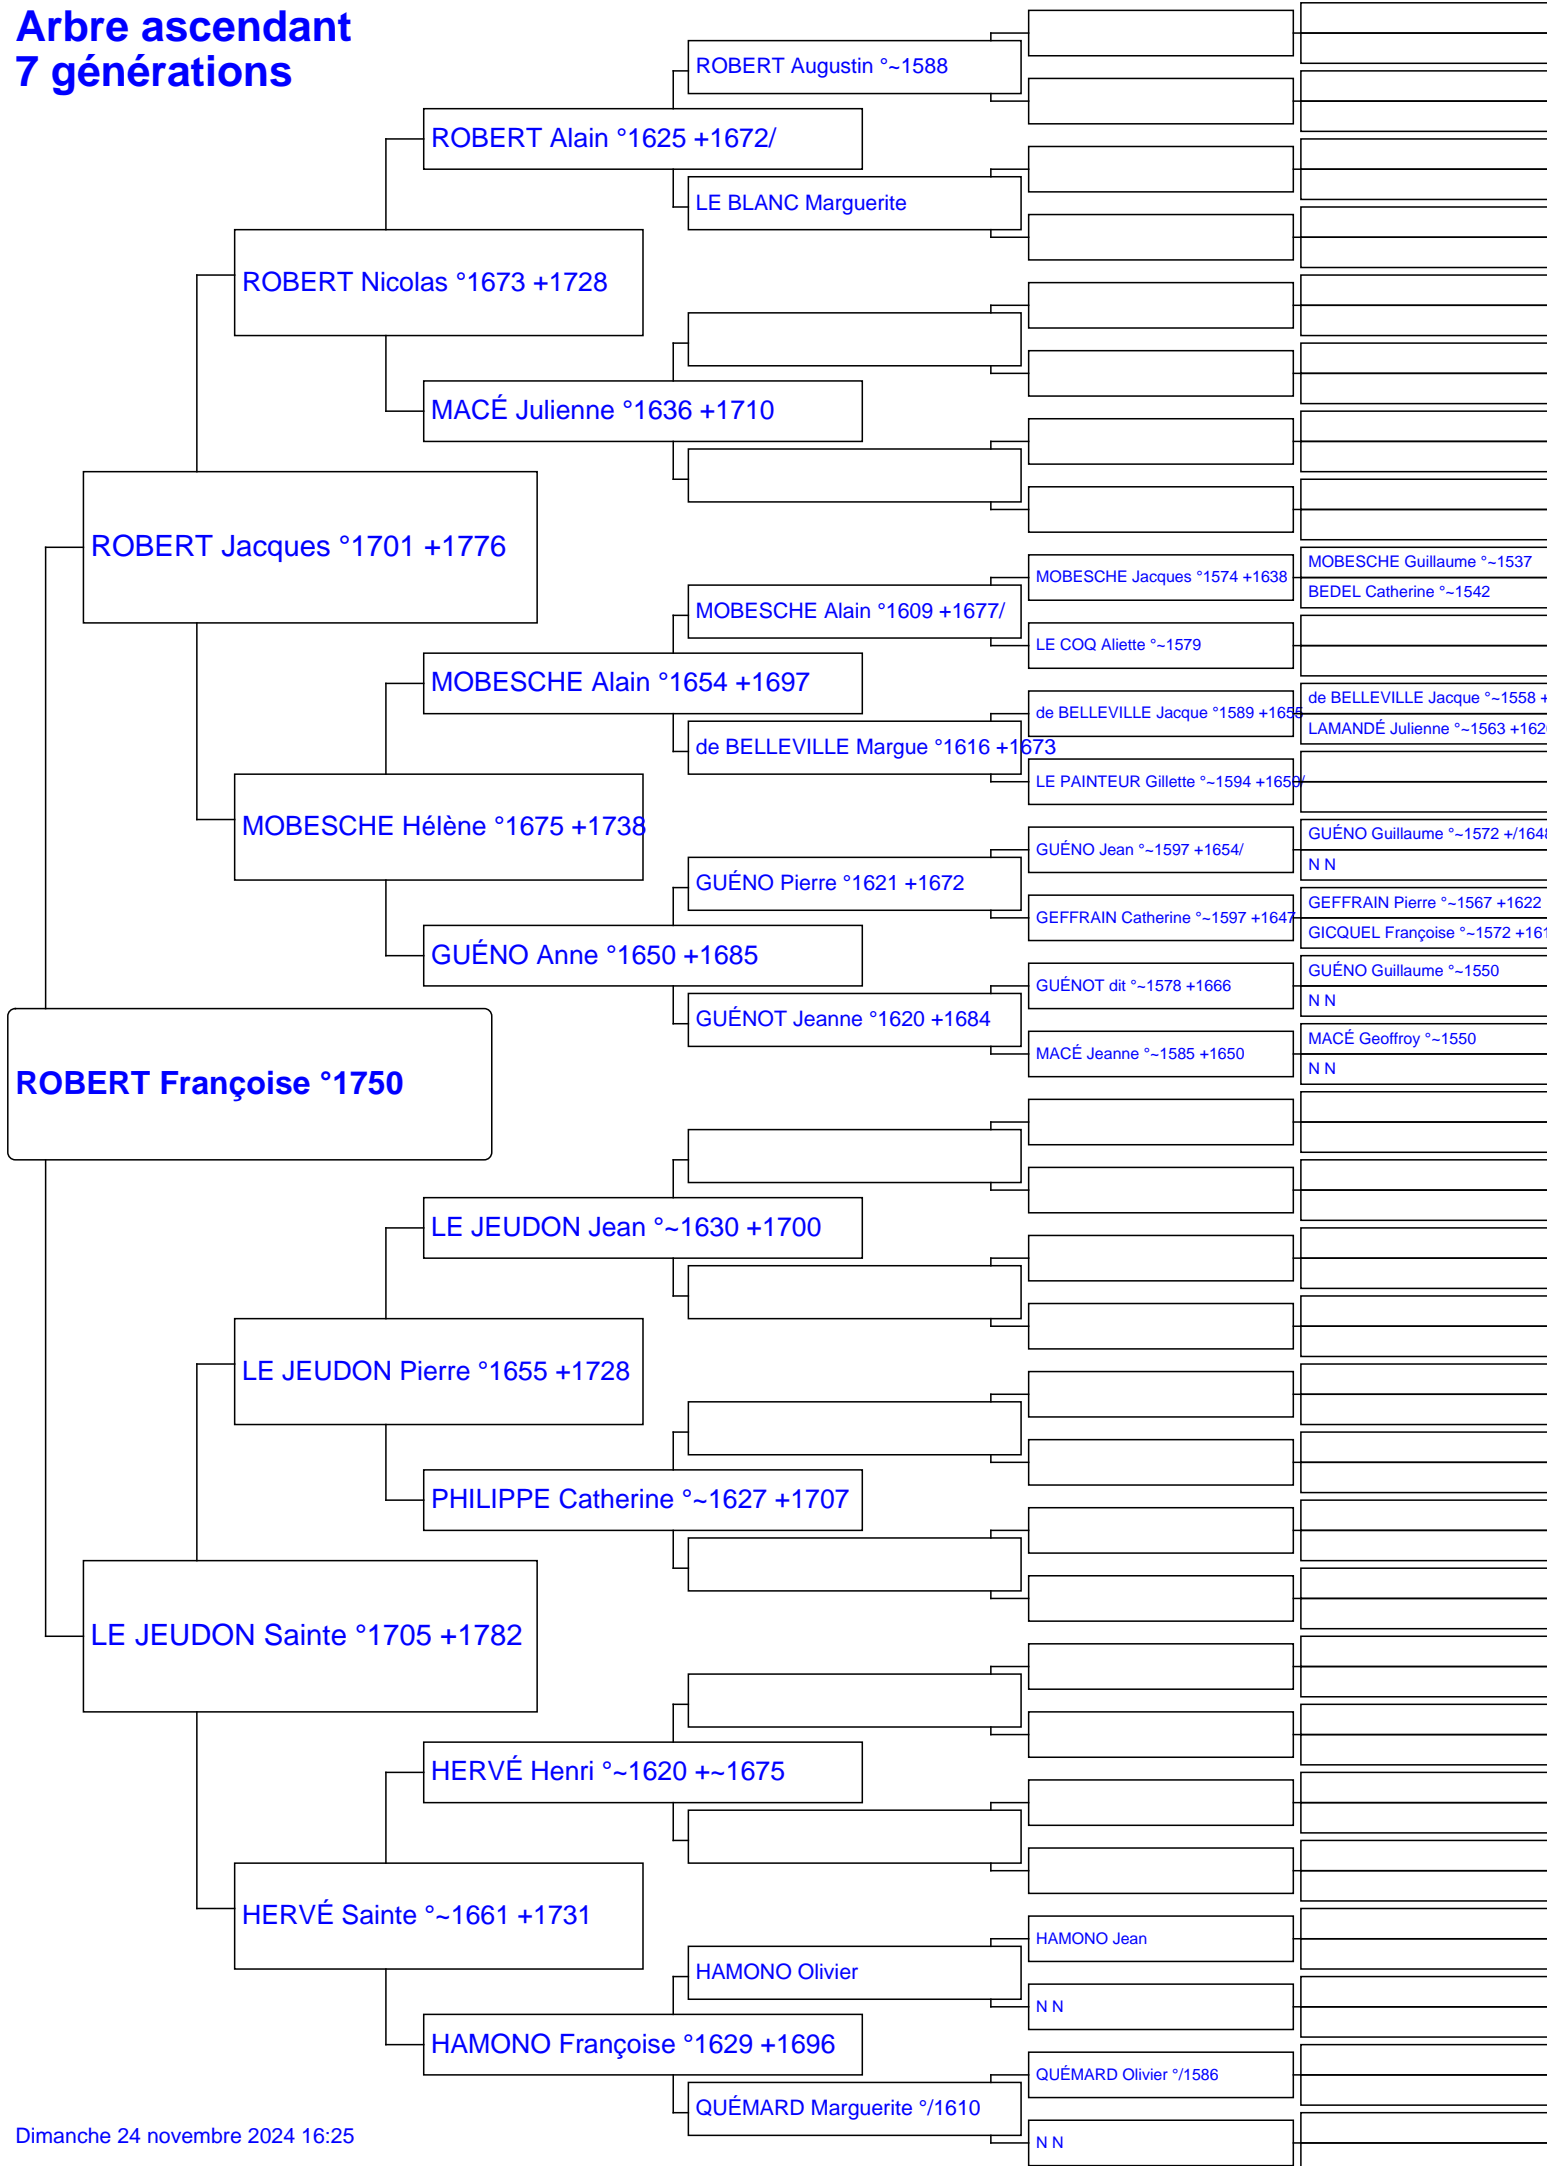 Arbre ascendant
7 générations
ROBERT Augustin °~1588
ROBERT Alain °1625 +1672/
LE BLANC Marguerite
ROBERT Nicolas °1673 +1728
MACÉ Julienne °1636 +1710
ROBERT Jacques °1701 +1776
MOBESCHE Guillaume °~1537
MOBESCHE Jacques °1574 +1638
BEDEL Catherine °~1542
MOBESCHE Alain °1609 +1677/
LE COQ Aliette °~1579
MOBESCHE Alain °1654 +1697
de BELLEVILLE Jacque °~1558 +
de BELLEVILLE Jacque °1589 +1655
LAMANDÉ Julienne °~1563 +162
de BELLEVILLE Margue °1616 +1673
LE PAINTEUR Gillette °~1594 +1650/
MOBESCHE Hélène °1675 +1738
GUÉNO Guillaume °~1572 +/1648
GUÉNO Jean °~1597 +1654/
N N
GUÉNO Pierre °1621 +1672
GEFFRAIN Pierre °~1567 +1622
GEFFRAIN Catherine °~1597 +1647
GICQUEL Françoise °~1572 +161
GUÉNO Anne °1650 +1685
GUÉNO Guillaume °~1550
GUÉNOT dit °~1578 +1666
N N
GUÉNOT Jeanne °1620 +1684
MACÉ Geoffroy °~1550
MACÉ Jeanne °~1585 +1650
N N
ROBERT Françoise °1750
LE JEUDON Jean °~1630 +1700
LE JEUDON Pierre °1655 +1728
PHILIPPE Catherine °~1627 +1707
LE JEUDON Sainte °1705 +1782
HERVÉ Henri °~1620 +~1675
HERVÉ Sainte °~1661 +1731
HAMONO Jean
HAMONO Olivier
N N
HAMONO Françoise °1629 +1696
QUÉMARD Olivier °/1586
QUÉMARD Marguerite °/1610
N N
Dimanche 24 novembre 2024 16:25